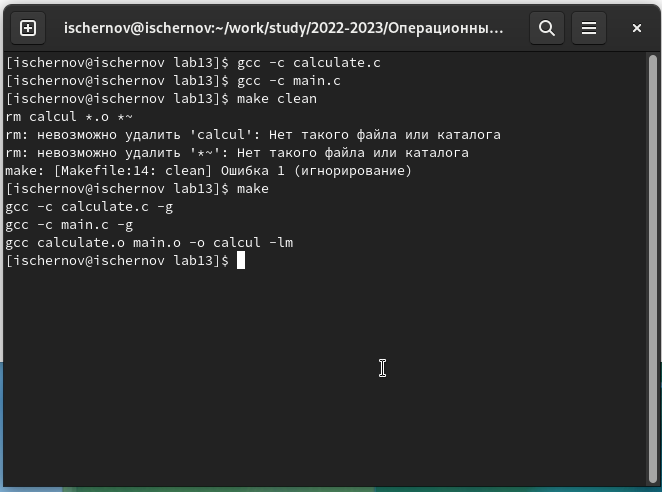 ischernov@ischernov:~/work/study/2022-2023/Операционны...
[ischernov@ischernov lab13]$ gcc -c calculate.c
[ischernov@ischernov lab13]$ gcc -c main.c
[ischernov@ischernov lab13]$ make clean
rm calcul *.o *~
rm: невозможно удалить 'calcul': Нет такого файла или каталога
rm: невозможно удалить '*~': Нет такого файла или каталога
make: [Makefile:14: clean] Ошибка 1 (игнорирование)
[ischernov@ischernov lab13]$ make
gcc -c calculate.c -g
gcc -c main.c -g
gcc calculate.o main.o -o calcul -lm
[ischernov@ischernov lab13]$